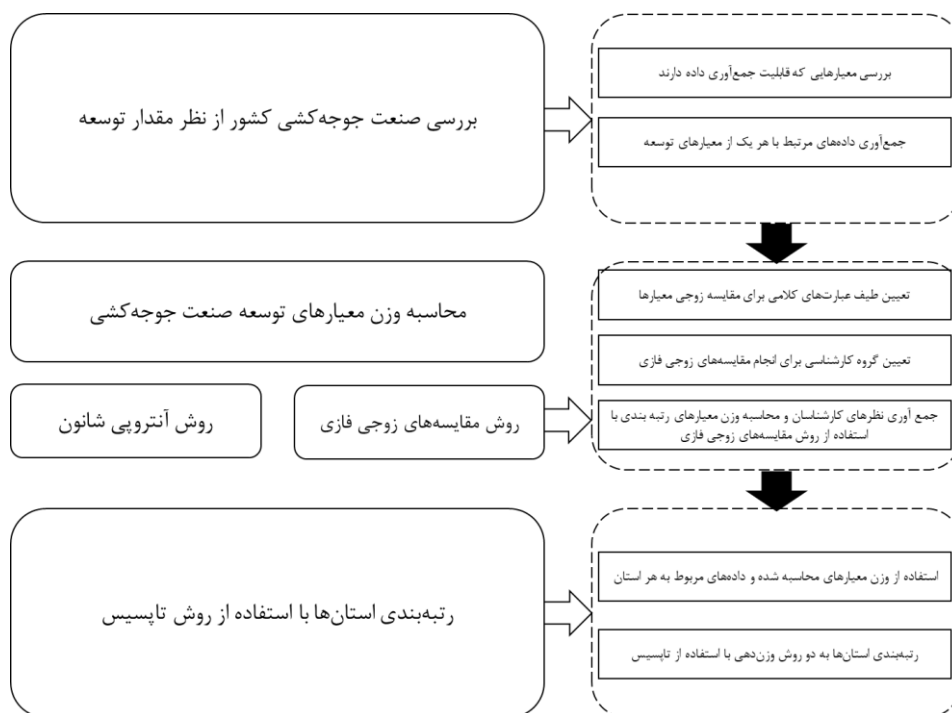 بررسی صنعت جوجه‌کشی کشور از نظر مقدار توسعه
بررسی معیارهایی که قابلیت جمع‌آوری داده دارند
جمع‌آوری داده‌های مرتبط با هر یک از معیارهای توسعه
محاسبه وزن معیارهای توسعه صنعت جوجه‌کشی
روش مقایسه‌های زوجی فازی
روش آنتروپی شانون
تعیین طیف عبارت‌های کلامی برای مقایسه زوجی معیارها
تعیین گروه کارشناسی برای انجام مقایسه‌های زوجی فازی
جمع آوری نظرهای کارشناسان و محاسبه وزن معیارهای رتبه بندی با
استفاده از روش مقایسه‌های زوجی فازی
رتبه‌بندی استان‌ها با استفاده از روش تاپسیس
استفاده از وزن معیارهای محاسبه شده و داده‌های مربوط به هر استان
رتبه‌بندی استان‌ها به دو روش وزن‌دهی با استفاده از تاپسیس